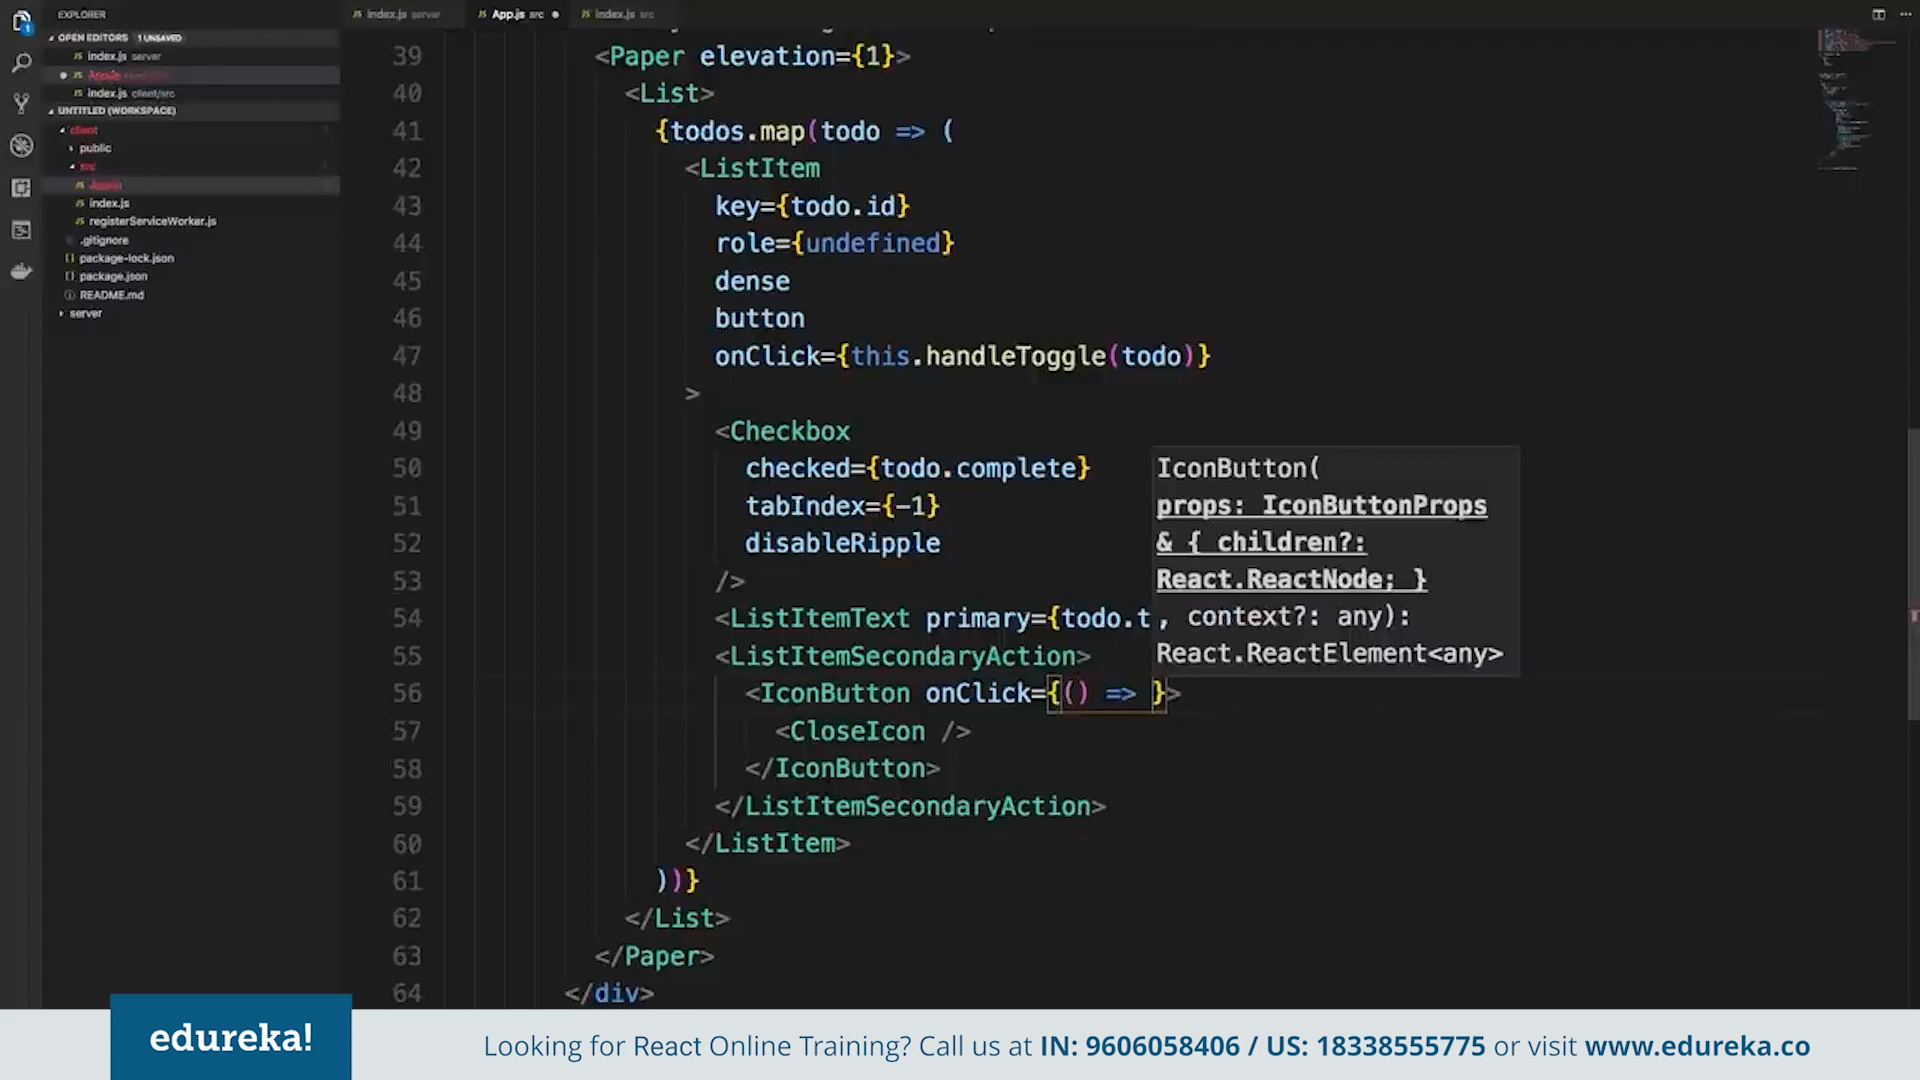 EXPLORER
OPEN EDITORS 1 UNSAVED
index.js server
index.js client/src
UNTITLED (WORKSPACE)
client
public
src
index.js
registerServiceWorker.js
.gitignore
package-lock.json
package.json
README.md
server
index.js server
App.js src
index.js src
39 <Paper elevation={1}>
40 <List>
41 {todos.map(todo => (
42 <ListItem
43 key={todo.id}
44 role={undefined}
45 dense
46 button
47 onClick={this.handleToggle(todo)}
48 >
49 <Checkbox
50 checked={todo.complete}
51 tabIndex={-1}
52 disableRipple
53 />
54 <ListItemText primary={todo.t
55 <ListItemSecondaryAction>
56 <IconButton onClick={() => }>
57 <CloseIcon />
58 </IconButton>
59 </ListItemSecondaryAction>
60 </ListItem>
61 ))}
62 </List>
63 </Paper>
64 </div>
IconButton(
props: IconButtonProps
& { children?:
React.ReactNode; }
, context?: any):
React.ReactElement<any>
edureka!
Looking for React Online Training? Call us at IN: 9606058406 / US: 18338555775 or visit www.edureka.co